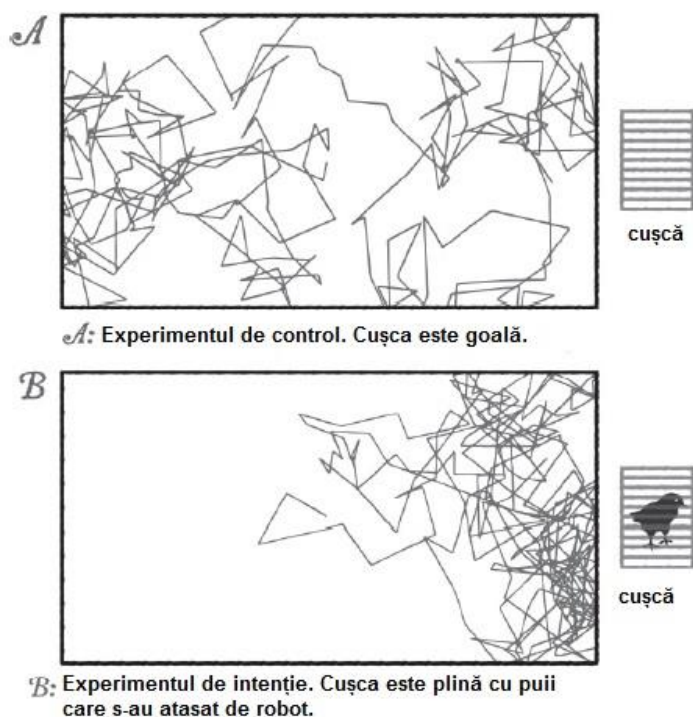 A
cușcă
A: Experimentul de control. Cușca este goală.
B
cușcă
B: Experimentul de intenție. Cușca este plină cu puii
care s-au atasat de robot.